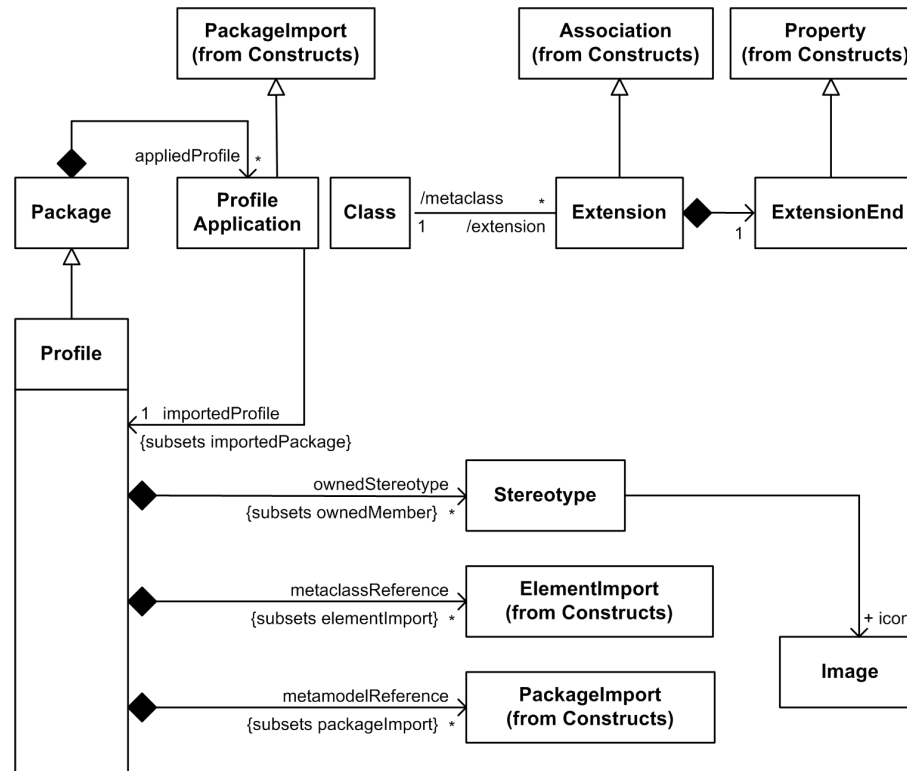 PackageImport
(from Constructs)
Association
(from Constructs)
Property
(from Constructs)
appliedProfile *
Package
Profile
Application
Class
/metaclass *
1 /extension
Extension
1
ExtensionEnd
Profile
1 importedProfile
{subsets importedPackage}
ownedStereotype
{subsets ownedMember} *
Stereotype
metaclassReference
{subsets elementImport} *
ElementImport
(from Constructs)
+ icon
Image
metamodelReference
{subsets packageImport} *
PackageImport
(from Constructs)